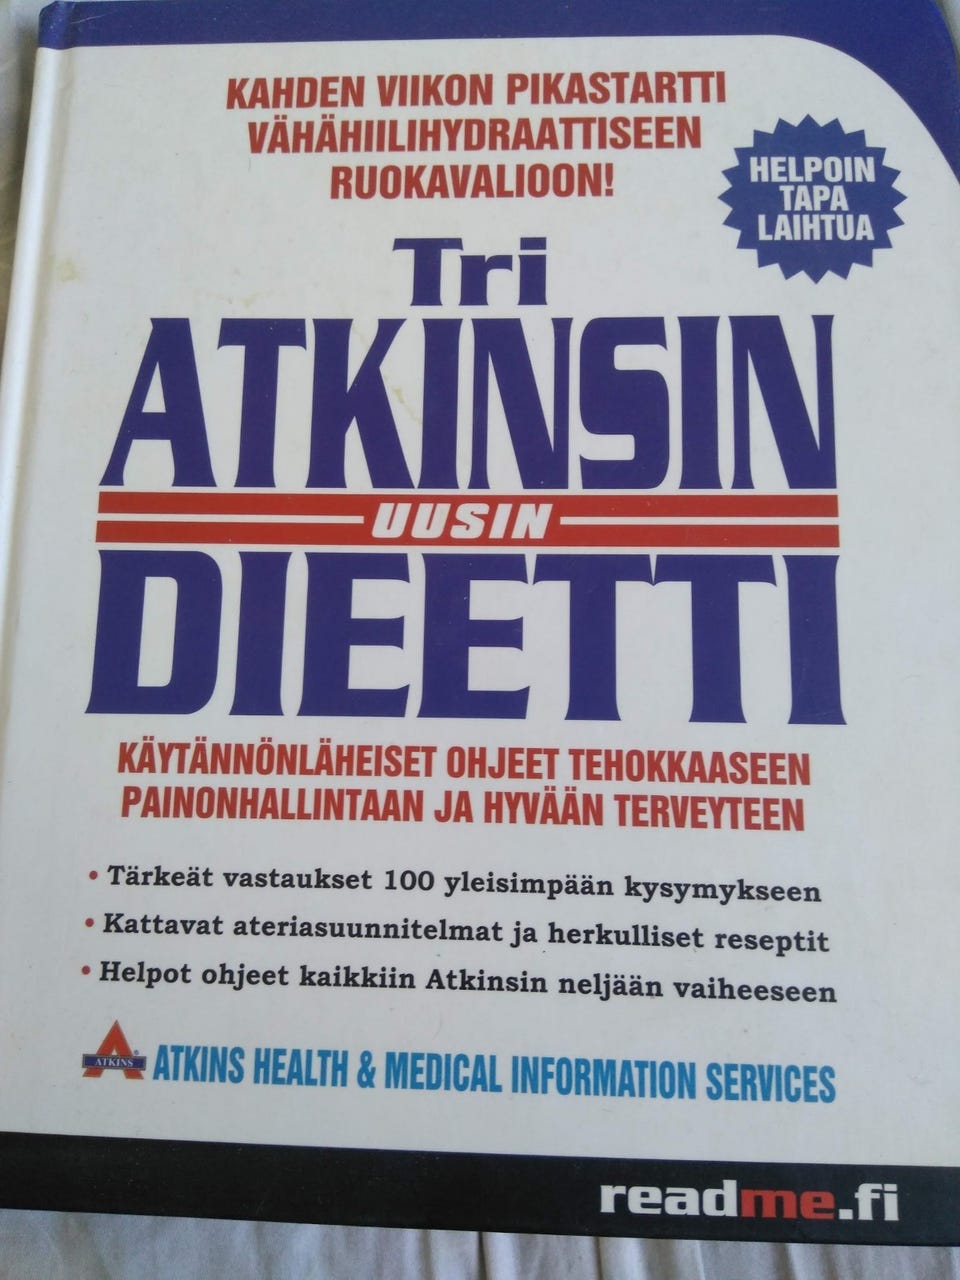 KAHDEN VIIKON PIKASTARTTI
VÄHÄHIILIHYDRAATTISEEN
RUOKAVALIOON!
HELPOIN
TAPA
LAIHTUA
Tri
ATKINSIN
UUSIN
DIEETTI
KÄYTÄNNÖNLÄHEISET OHJEET TEHOKKAASEEN
PAINONHALLINTAAN JA HYVÄÄN TERVEYTEEN
• Tärkeät vastaukset 100 yleisimpään kysymykseen
• Kattavat ateriasuunnitelmat ja herkulliset reseptit
• Helpot ohjeet kaikkiin Atkinsin neljään vaiheeseen
ATKINS®
ATKINS HEALTH & MEDICAL INFORMATION SERVICES
readme.fi